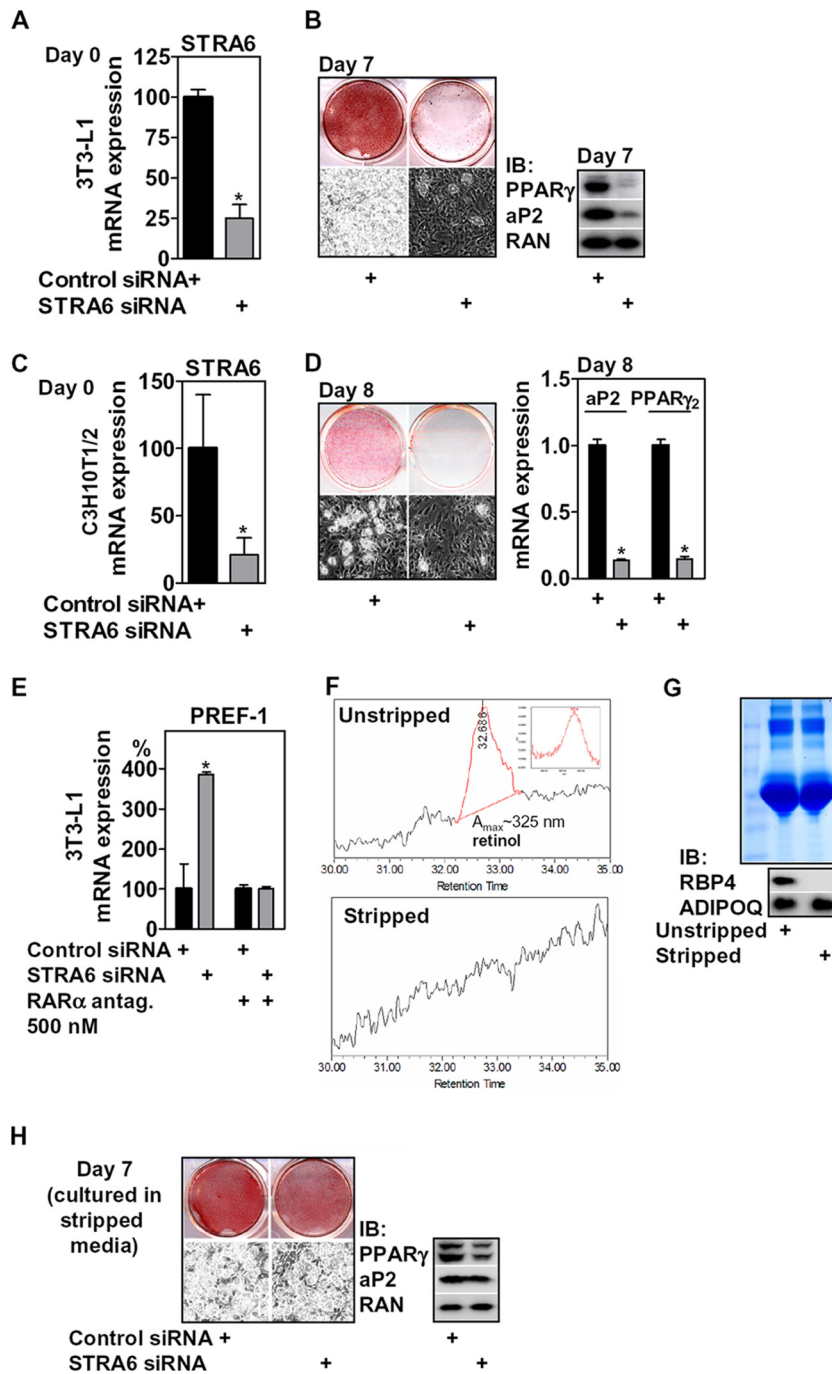 A
Day 0
STRA6
3T3-L1
mRNA expression
125
100
75
50
25
0
*
Control siRNA+
STRA6 siRNA +
B
Day 7
IB:
Day 7
PPARγ
aP2
RAN
+ +
+ +
C
Day 0
STRA6
C3H10T1/2
mRNA expression
150
100
50
0
*
Control siRNA+
STRA6 siRNA +
D
Day 8
Day 8
aP2 PPARγ2
mRNA expression
1.5
1.0
0.5
0.0
* *
+ + +
+ + +
E
PREF-1
%
3T3-L1
mRNA expression
400
300
200
100
0
*
Control siRNA + +
STRA6 siRNA + +
RARα antag. + +
500 nM
F
Unstripped
32.686
Amax~325 nm
retinol
30.00 31.00 32.00 33.00 34.00 35.00
Retention Time
Stripped
30.00 31.00 32.00 33.00 34.00 35.00
Retention Time
G
IB:
RBP4
ADIPOQ
Unstripped +
Stripped +
H
Day 7
(cultured in
stripped
media)
IB:
PPARγ
aP2
RAN
Control siRNA + +
STRA6 siRNA + +